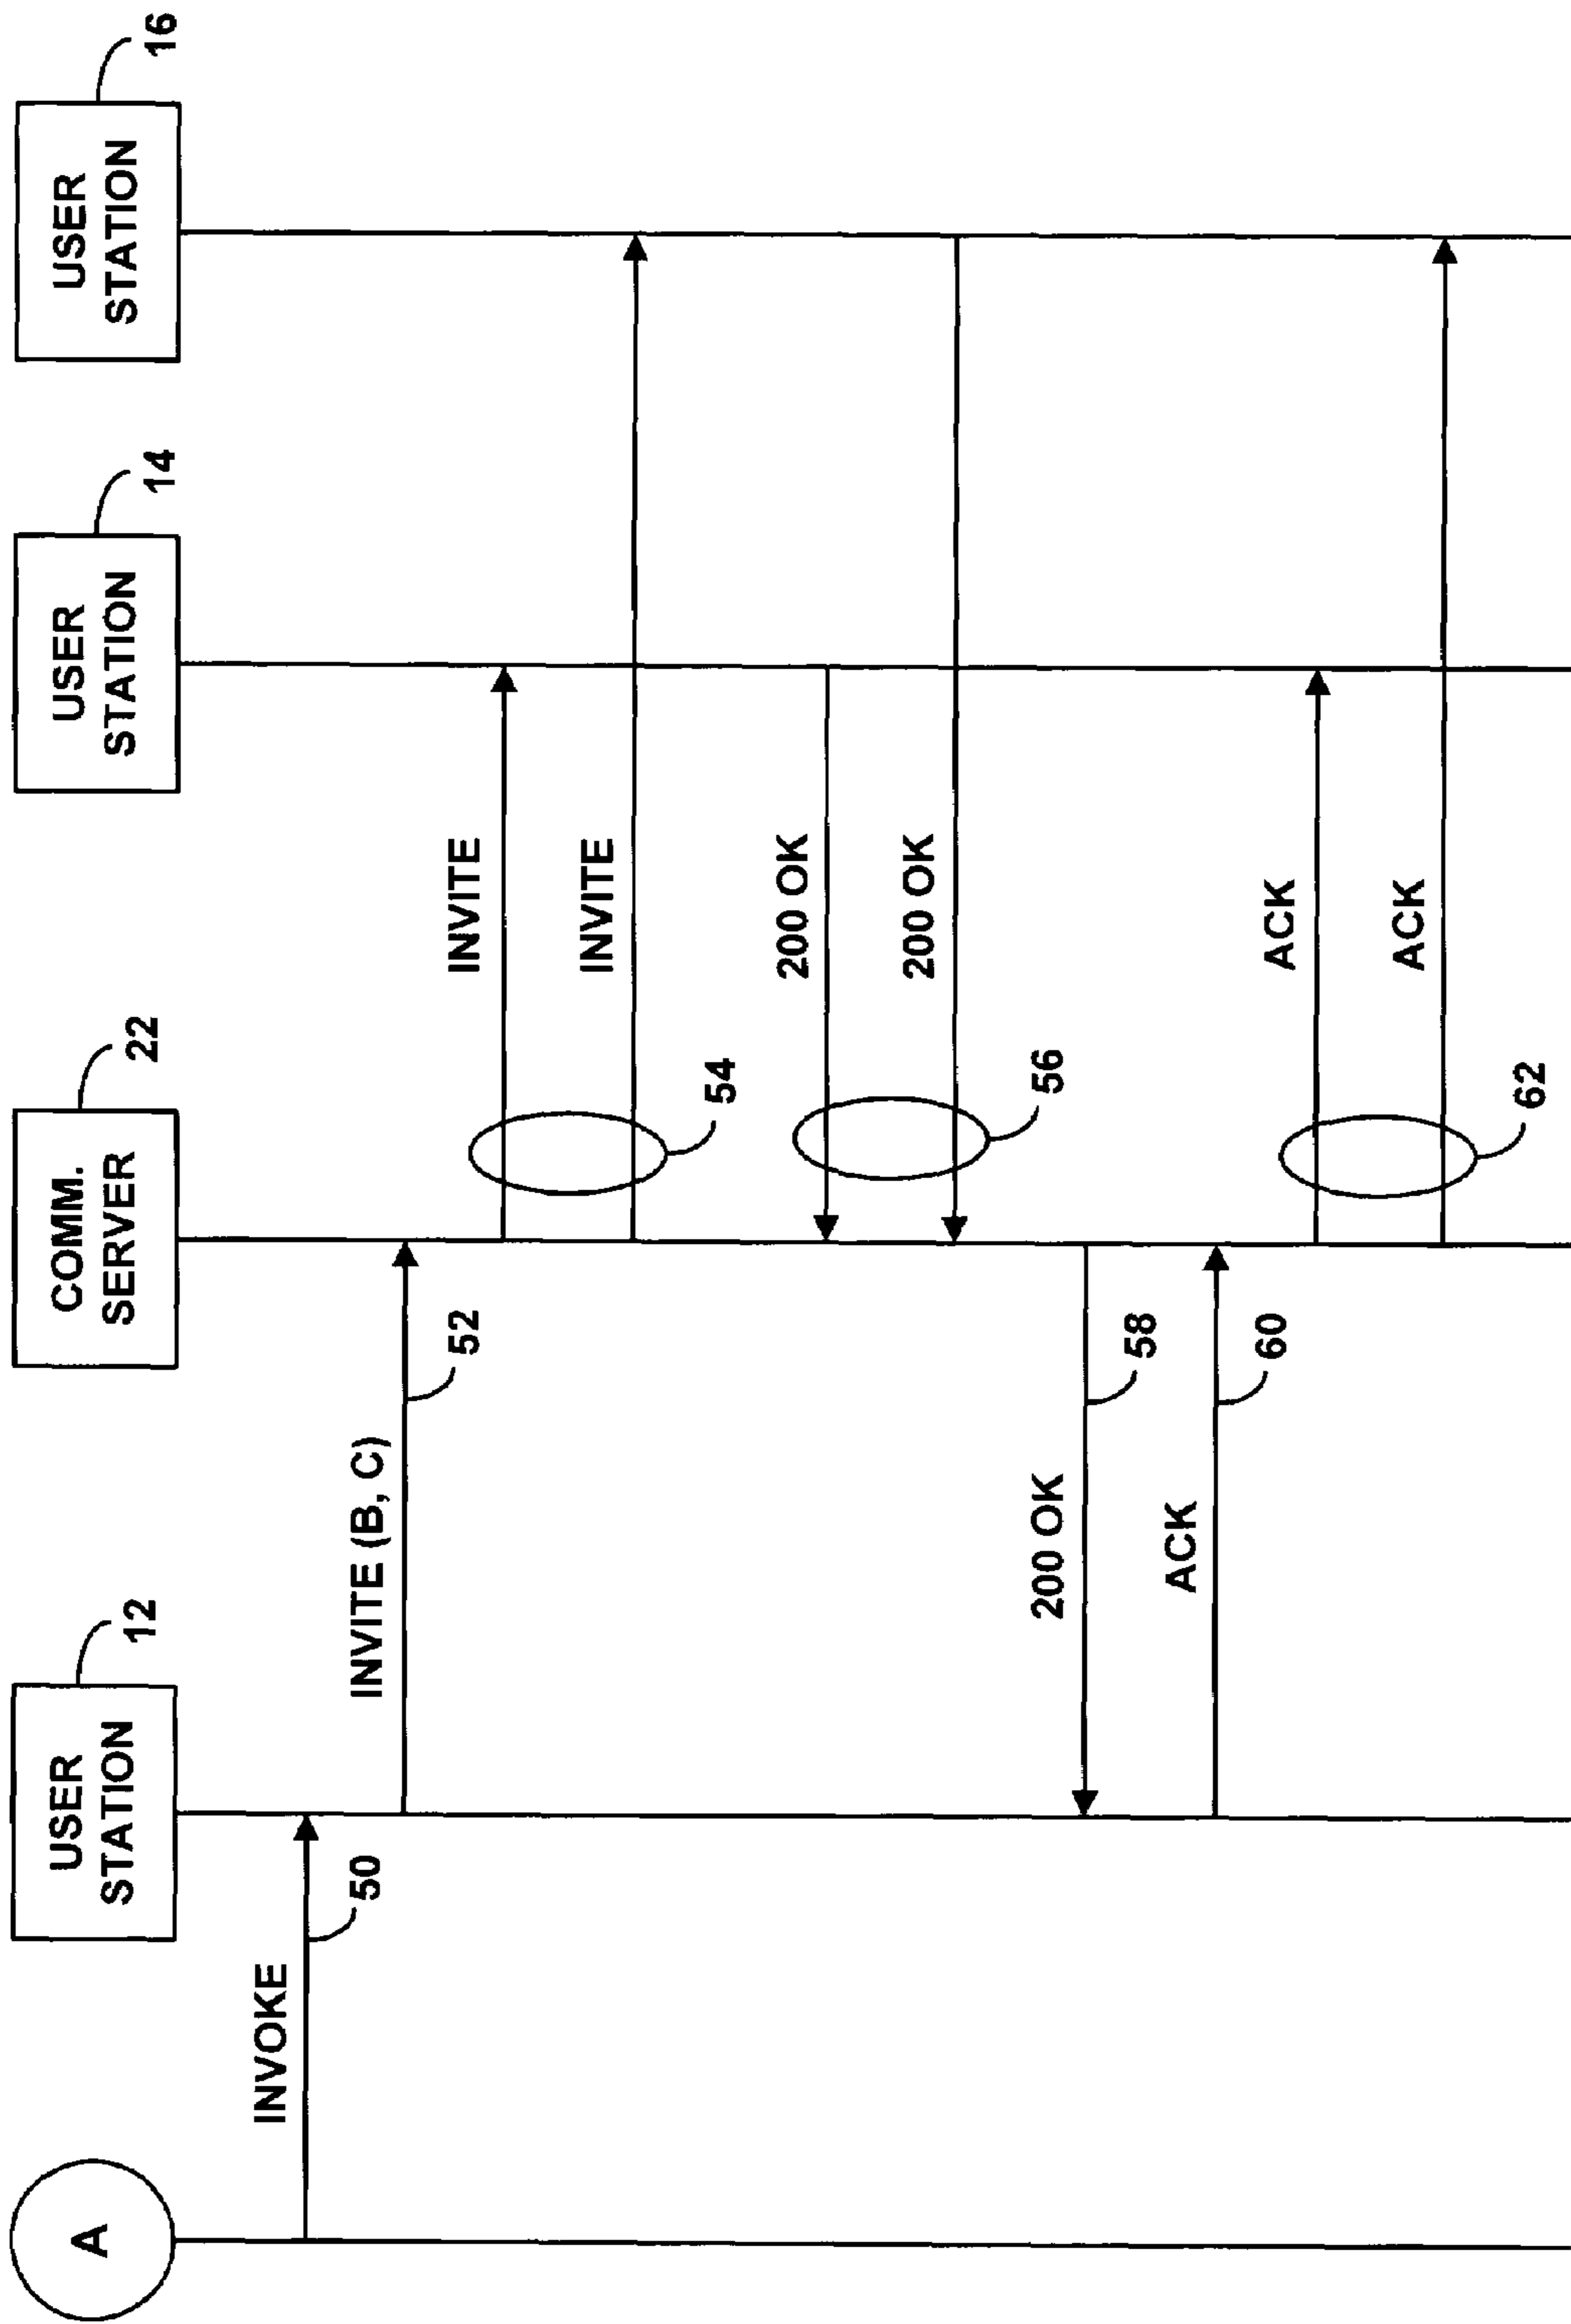 A
USER
STATION
12
COMM.
SERVER
22
USER
STATION
14
USER
STATION
16
INVOKE
50
INVITE (B, C)
52
INVITE
INVITE
54
200 OK
200 OK
56
200 OK
58
ACK
60
ACK
ACK
62